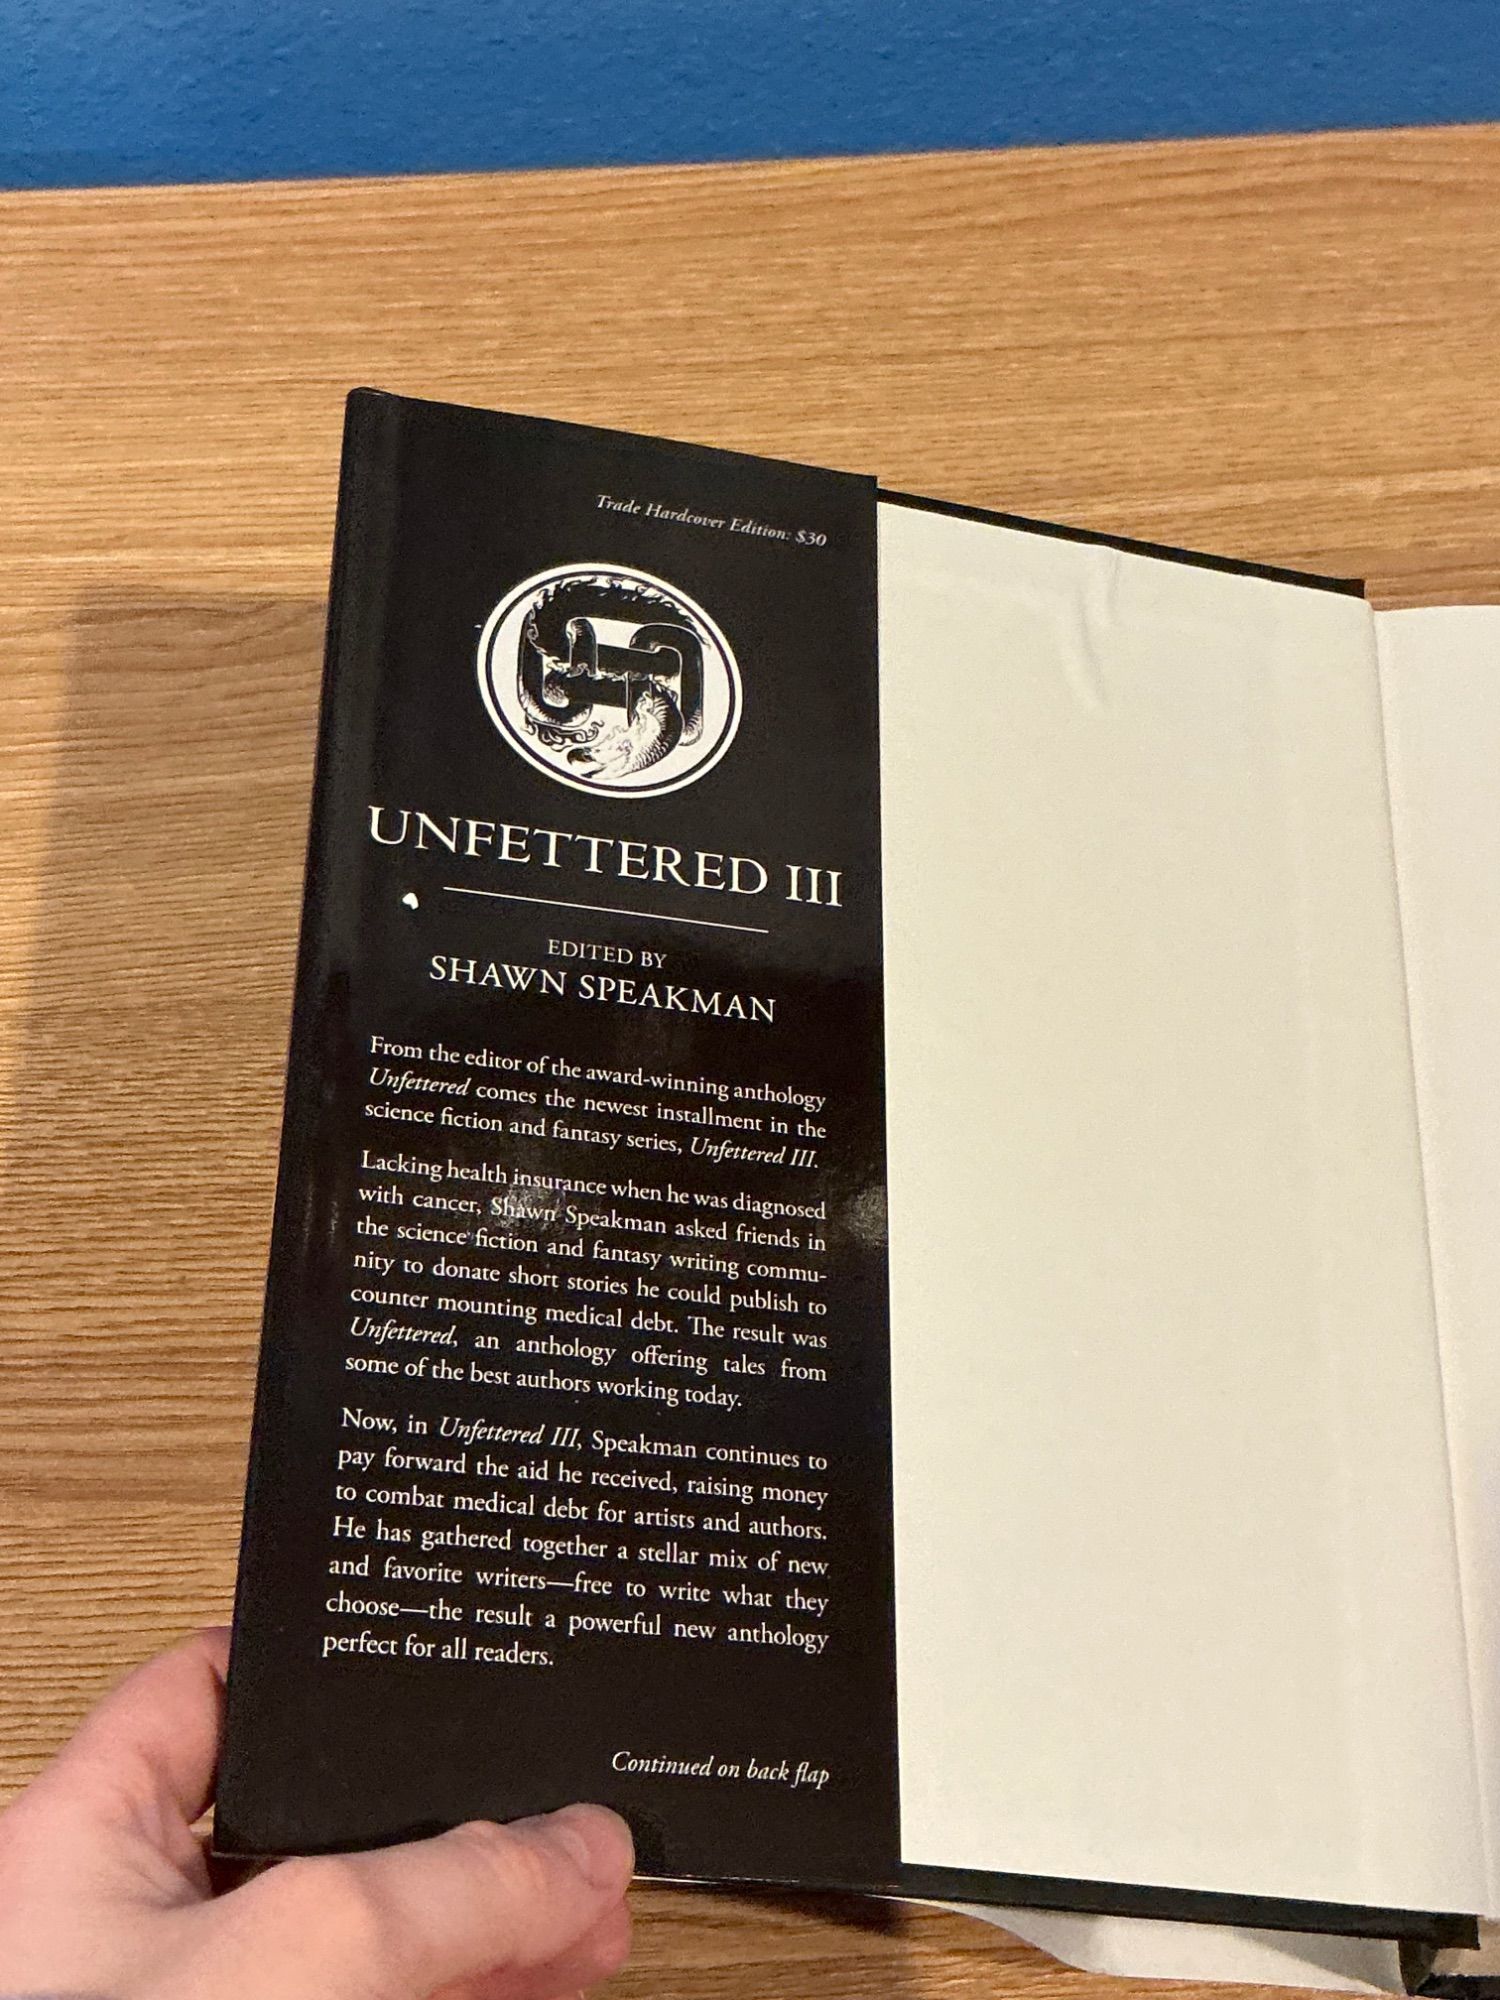 Trade Hardcover Edition: $30
UNFETTERED III
EDITED BY
SHAWN SPEAKMAN
From the editor of the award-winning anthology
Unfettered comes the newest installment in the
science fiction and fantasy series, Unfettered III.
Lacking health insurance when he was diagnosed
with cancer, Shawn Speakman asked friends in
the science fiction and fantasy writing commu-
nity to donate short stories he could publish to
counter mounting medical debt. The result was
Unfettered, an anthology offering tales from
some of the best authors working today.
Now, in Unfettered III, Speakman continues to
pay forward the aid he received, raising money
to combat medical debt for artists and authors.
He has gathered together a stellar mix of new
and favorite writers—free to write what they
choose—the result a powerful new anthology
perfect for all readers.
Continued on back flap